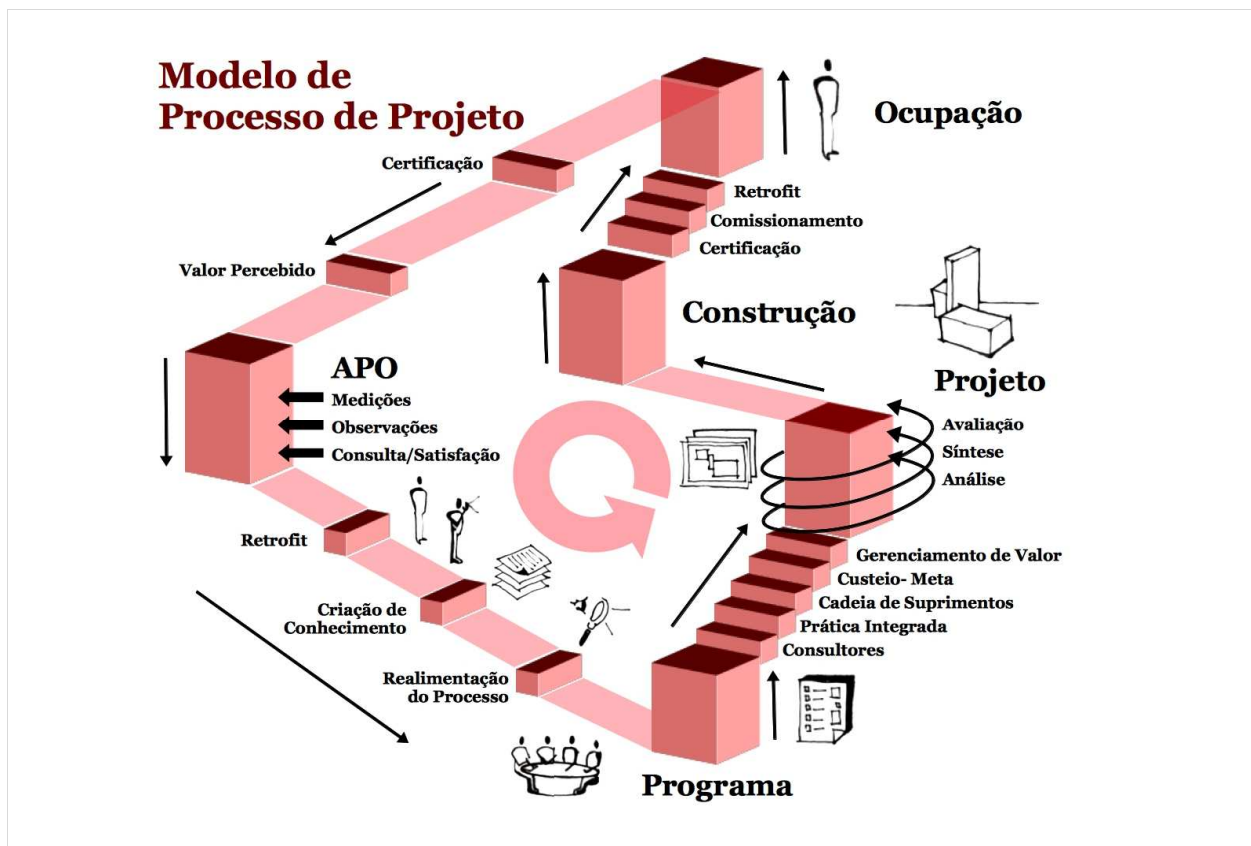 Modelo de
Processo de Projeto
Ocupação
Certificação
Retrofit
Comissionamento
Certificação
Valor Percebido
Construção
Projeto
APO
Medições
Observações
Consulta/Satisfação
Avaliação
Síntese
Análise
Retrofit
Gerenciamento de Valor
Custeio- Meta
Cadeia de Suprimentos
Prática Integrada
Consultores
Criação de
Conhecimento
Realimentação
do Processo
Programa